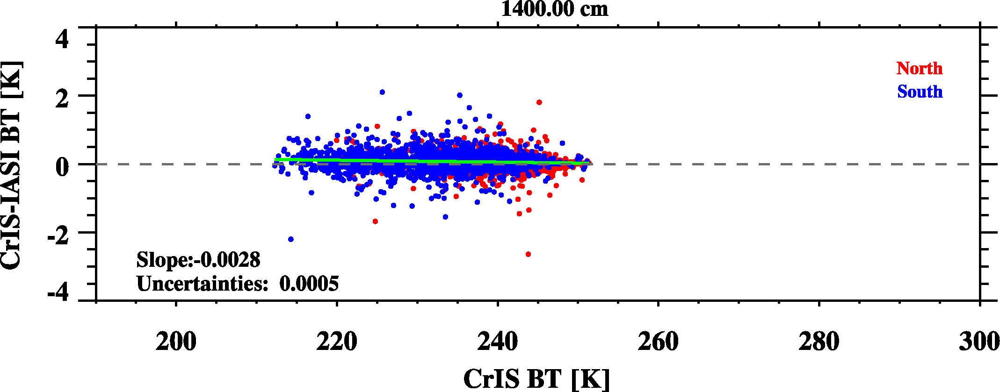 1400.00 cm
4
2
0
-2
-4
CrIS-IASI BT [K]
North
South
Slope:-0.0028
Uncertainties: 0.0005
200 220 240 260 280 300
CrIS BT [K]